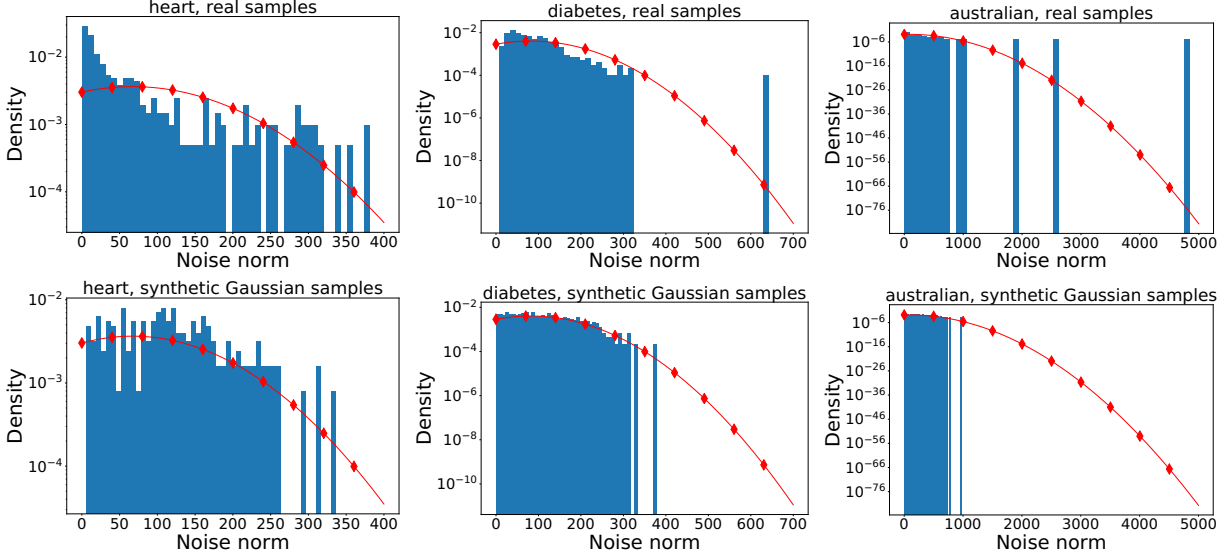 heart, real samples
Density
10⁻²
10⁻³
10⁻⁴
0 50 100 150 200 250 300 350 400
Noise norm
diabetes, real samples
Density
10⁻²
10⁻⁴
10⁻⁶
10⁻⁸
10⁻¹⁰
0 100 200 300 400 500 600 700
Noise norm
australian, real samples
Density
10⁻⁶
10⁻¹⁶
10⁻²⁶
10⁻³⁶
10⁻⁴⁶
10⁻⁵⁶
10⁻⁶⁶
10⁻⁷⁶
0 1000 2000 3000 4000 5000
Noise norm
heart, synthetic Gaussian samples
Density
10⁻²
10⁻³
10⁻⁴
0 50 100 150 200 250 300 350 400
Noise norm
diabetes, synthetic Gaussian samples
Density
10⁻²
10⁻⁴
10⁻⁶
10⁻⁸
10⁻¹⁰
0 100 200 300 400 500 600 700
Noise norm
australian, synthetic Gaussian samples
Density
10⁻⁶
10⁻¹⁶
10⁻²⁶
10⁻³⁶
10⁻⁴⁶
10⁻⁵⁶
10⁻⁶⁶
10⁻⁷⁶
0 1000 2000 3000 4000 5000
Noise norm